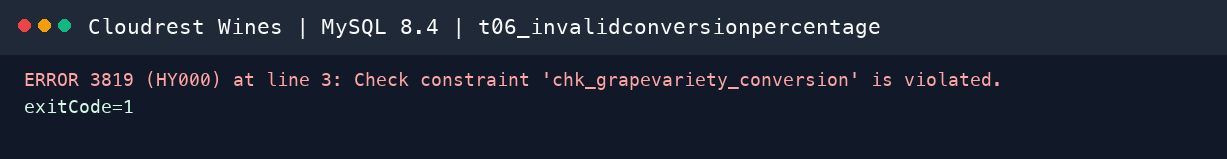 Cloudrest Wines | MySQL 8.4 | t06_invalidconversionpercentage
ERROR 3819 (HY000) at line 3: Check constraint 'chk_grapevariety_conversion' is violated.
exitCode=1